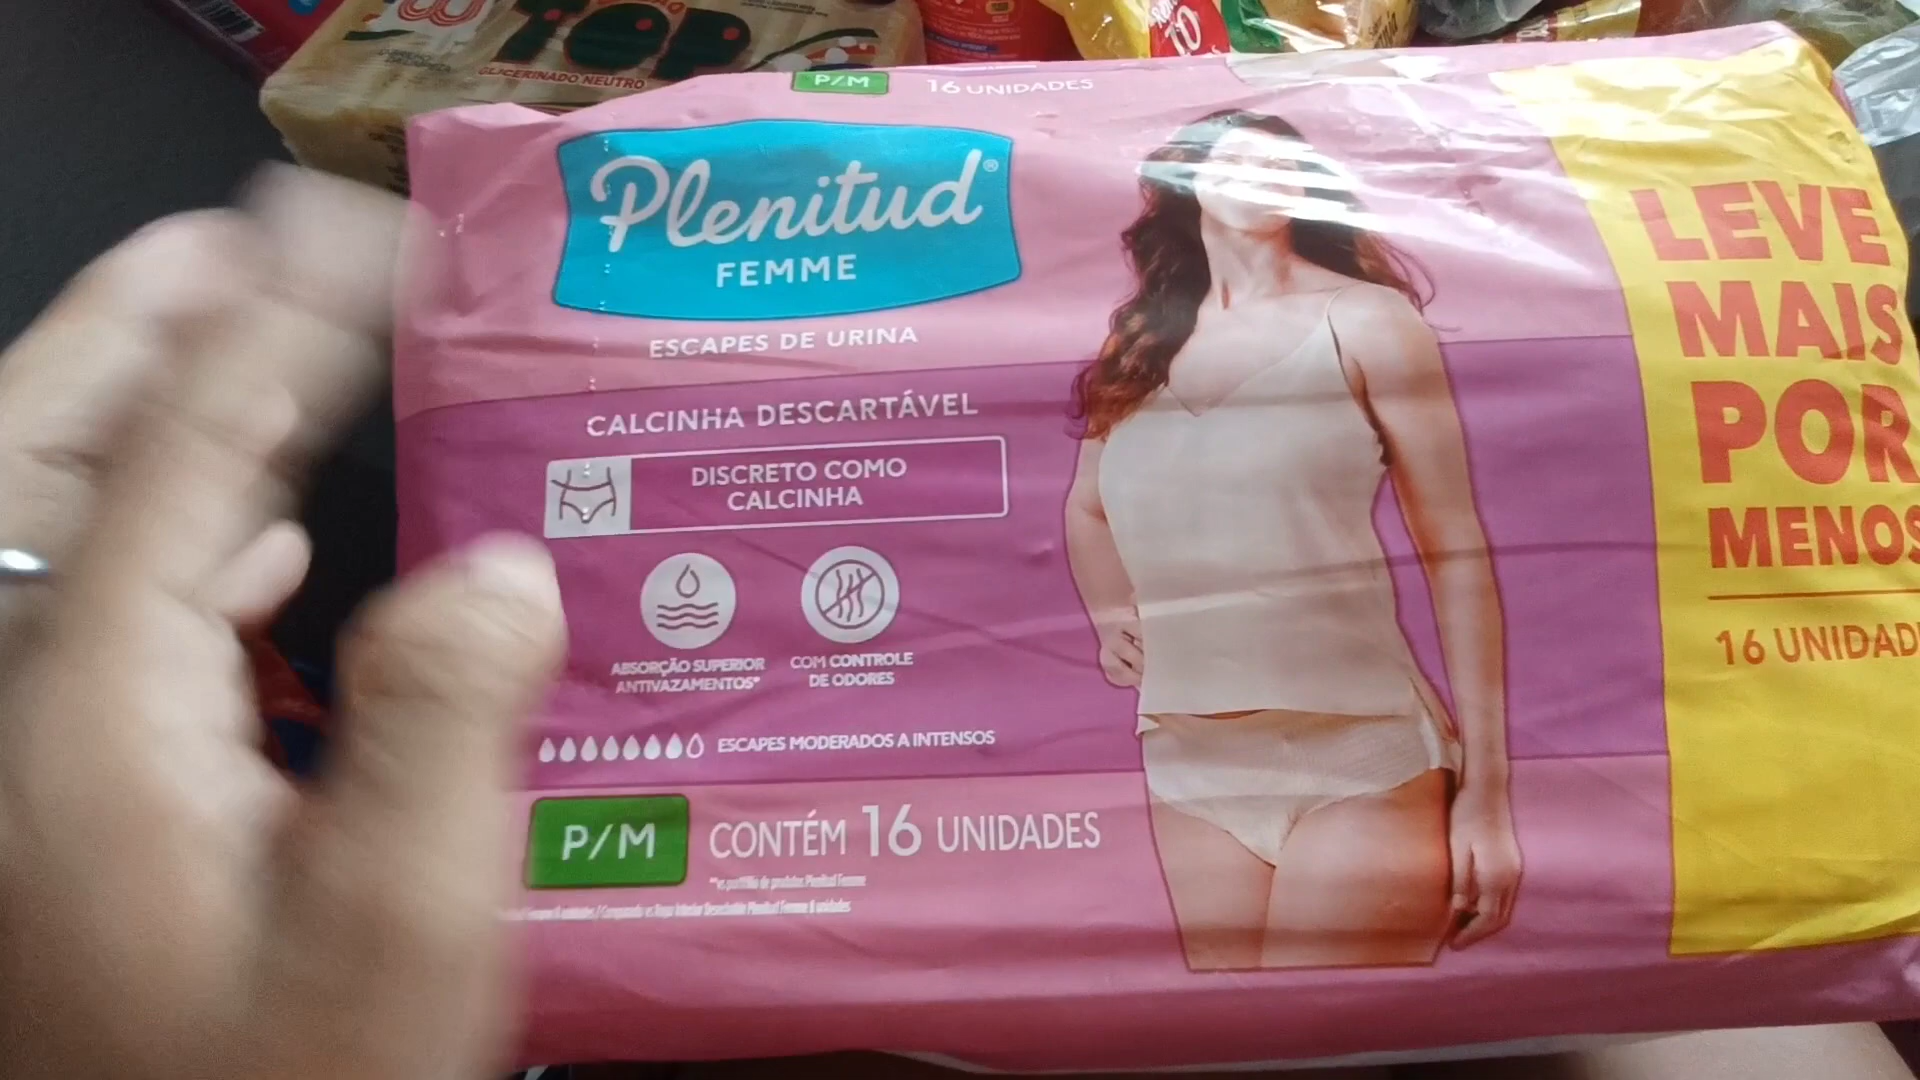 TOP
GLICERINADO NEUTRO
TO
P/M
16 UNIDADES
Plenitud®
FEMME
ESCAPES DE URINA
CALCINHA DESCARTÁVEL
DISCRETO COMO
CALCINHA
ABSORÇÃO SUPERIOR
ANTIVAZAMENTOS*
COM CONTROLE
DE ODORES
ESCAPES MODERADOS A INTENSOS
P/M
CONTÉM 16 UNIDADES
LEVE
MAIS
POR
MENOS
16 UNIDAD